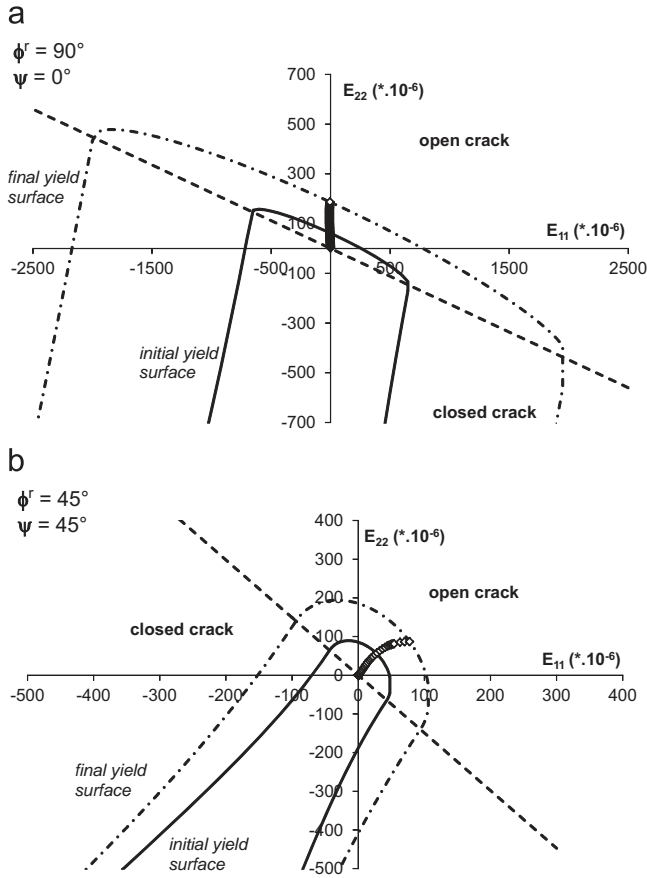 a
ϕʳ = 90°
ψ = 0°
700
E₂₂ (*.10⁻⁶)
500
open crack
300
final yield
surface
100
E₁₁ (*.10⁻⁶)
-2500
-1500
-500
500
1500
2500
-100
-300
initial yield
surface
-500
closed crack
-700
b
ϕʳ = 45°
ψ = 45°
400
E₂₂ (*.10⁻⁶)
300
open crack
200
closed crack
100
E₁₁ (*.10⁻⁶)
0
-500
-400
-300
-200
-100
0
100
200
300
400
-100
-200
final yield
surface
-300
-400
initial yield
surface
-500